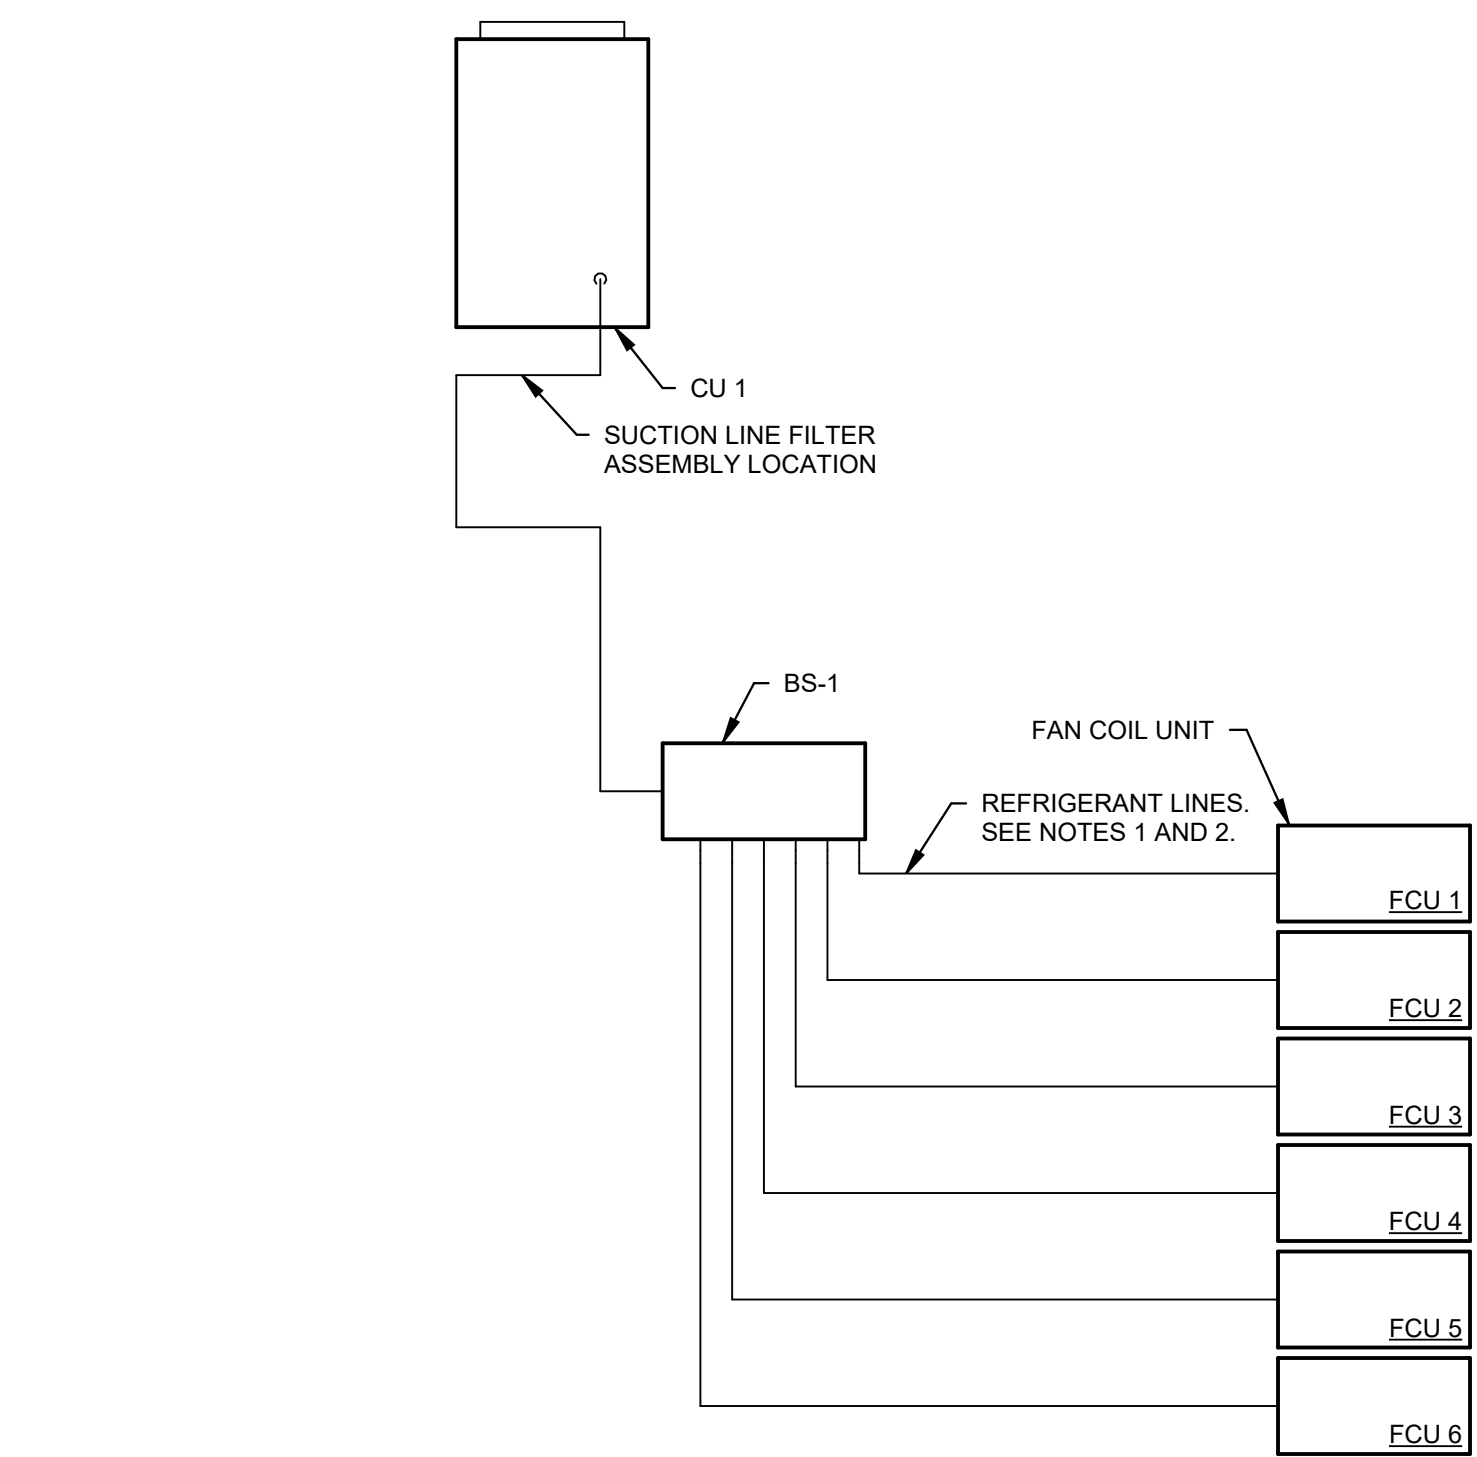 CU 1
SUCTION LINE FILTER
ASSEMBLY LOCATION
BS-1
FAN COIL UNIT
REFRIGERANT LINES.
SEE NOTES 1 AND 2.
FCU 1
FCU 2
FCU 3
FCU 4
FCU 5
FCU 6